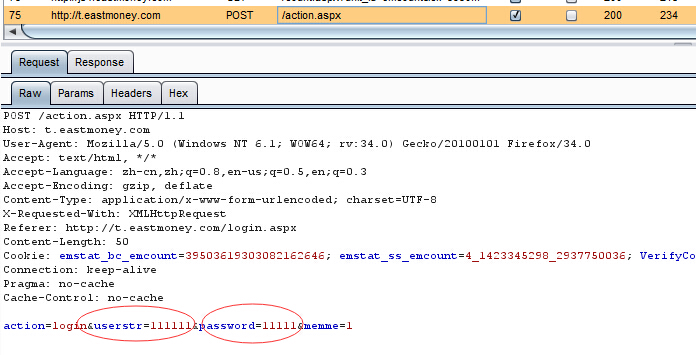 75 http://t.eastmoney.com POST /action.aspx 200 234
Request Response
Raw Params Headers Hex
POST /action.aspx HTTP/1.1
Host: t.eastmoney.com
User-Agent: Mozilla/5.0 (Windows NT 6.1; WOW64; rv:34.0) Gecko/20100101 Firefox/34.0
Accept: text/html, */*
Accept-Language: zh-cn,zh;q=0.8,en-us;q=0.5,en;q=0.3
Accept-Encoding: gzip, deflate
Content-Type: application/x-www-form-urlencoded; charset=UTF-8
X-Requested-With: XMLHttpRequest
Referer: http://t.eastmoney.com/login.aspx
Content-Length: 50
Cookie: emstat_bc_emcount=39503619303082162646; emstat_ss_emcount=4_1423345298_2937750036; VerifyCo
Connection: keep-alive
Pragma: no-cache
Cache-Control: no-cache
action=login&userstr=111111&password=11111&memme=1